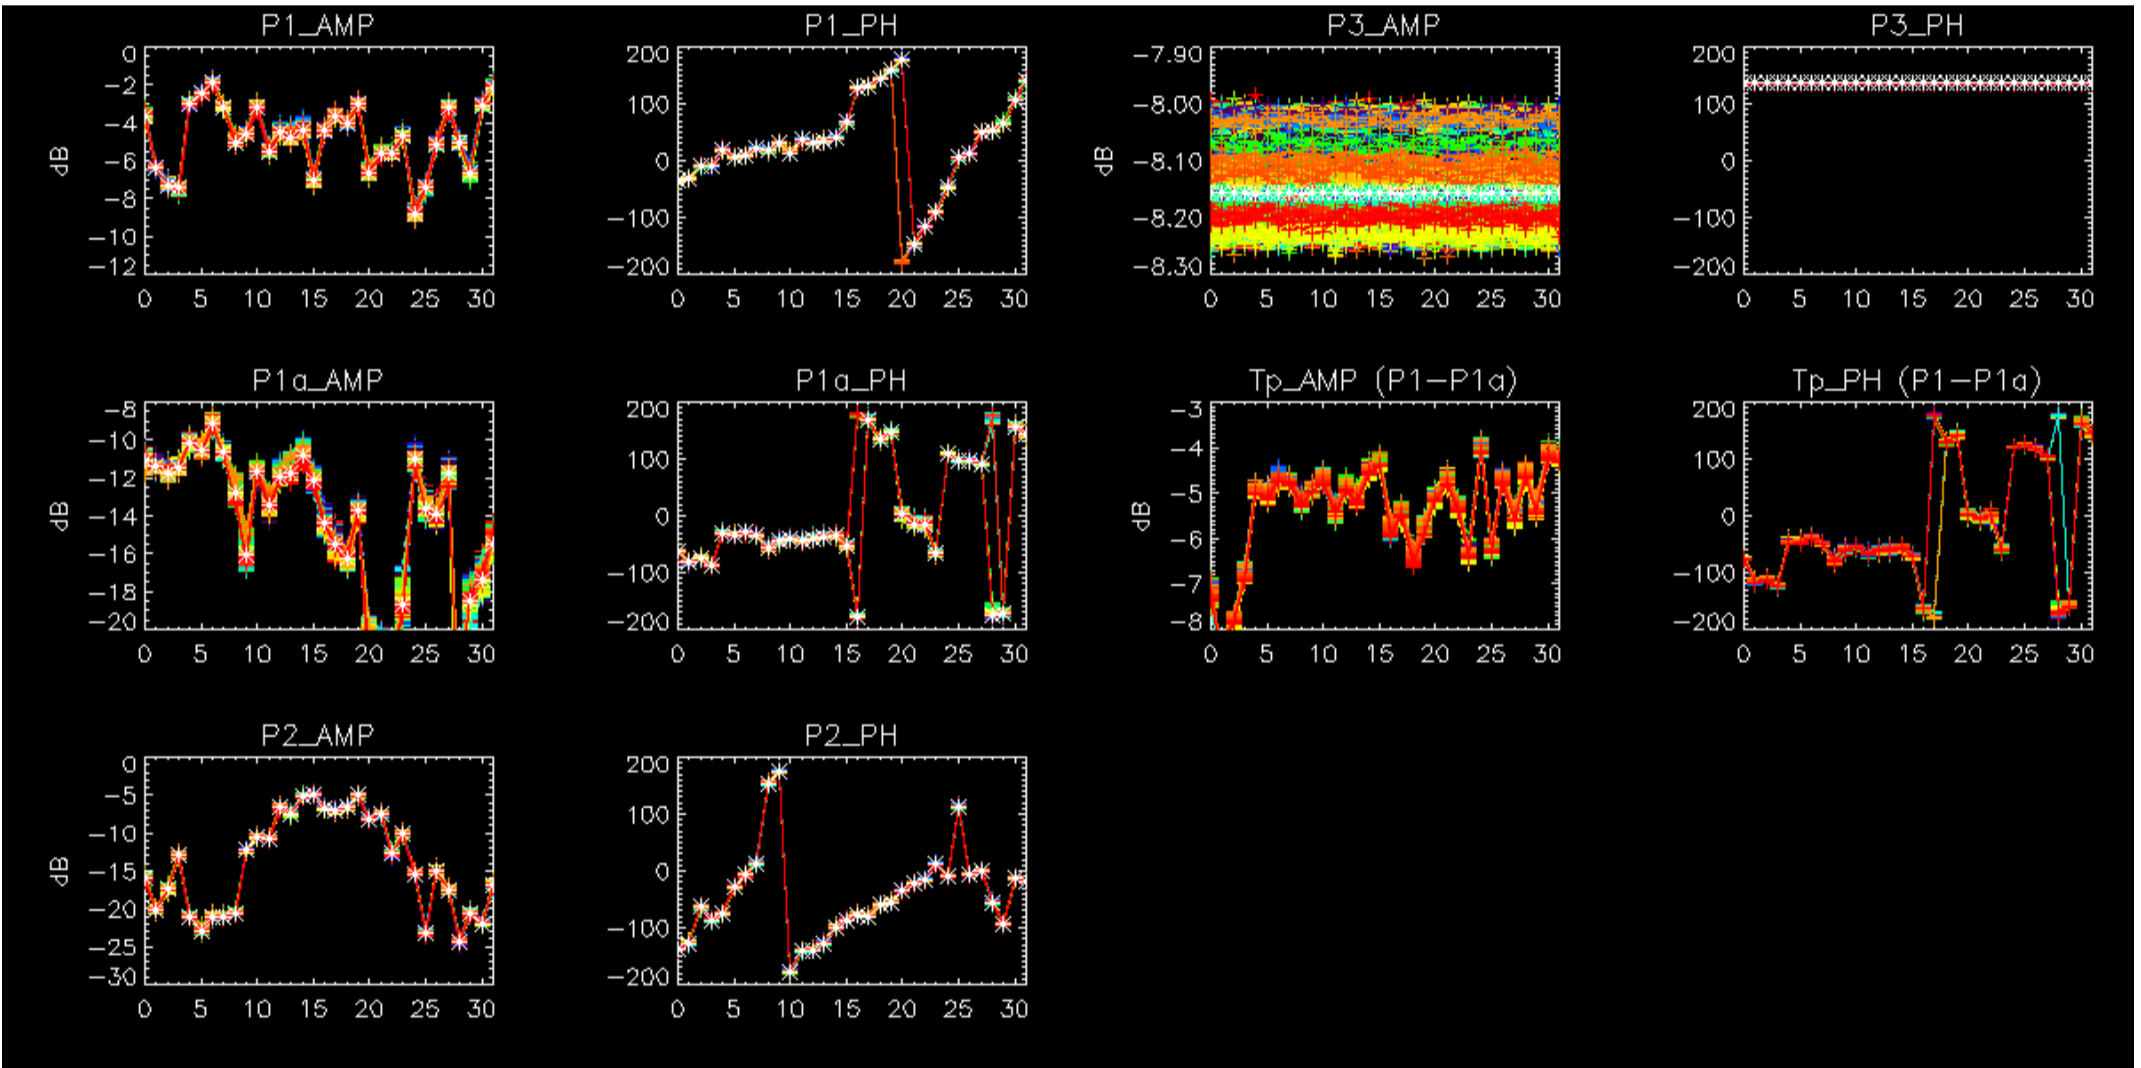 P1_AMP P1_PH P3_AMP P3_PH
0 200 −7.90 200
−2 100 −8.00 100
−4 0 −8.10 0
dB −6 dB
−8 −100 −8.20 −100
−10
−12 −200 −8.30 −200
0 5 10 15 20 25 30 0 5 10 15 20 25 30 0 5 10 15 20 25 30 0 5 10 15 20 25 30
P1a_AMP P1a_PH Tp_AMP (P1−P1a) Tp_PH (P1−P1a)
−8 200 −3 200
−10 100 −4 100
−12
dB −14 0 dB −5 0
−16 −100 −6 −100
−18 −7
−20 −200 −8 −200
0 5 10 15 20 25 30 0 5 10 15 20 25 30 0 5 10 15 20 25 30 0 5 10 15 20 25 30
P2_AMP P2_PH
0 200
−5 100
−10
dB −15 0
−20 −100
−25
−30 −200
0 5 10 15 20 25 30 0 5 10 15 20 25 30